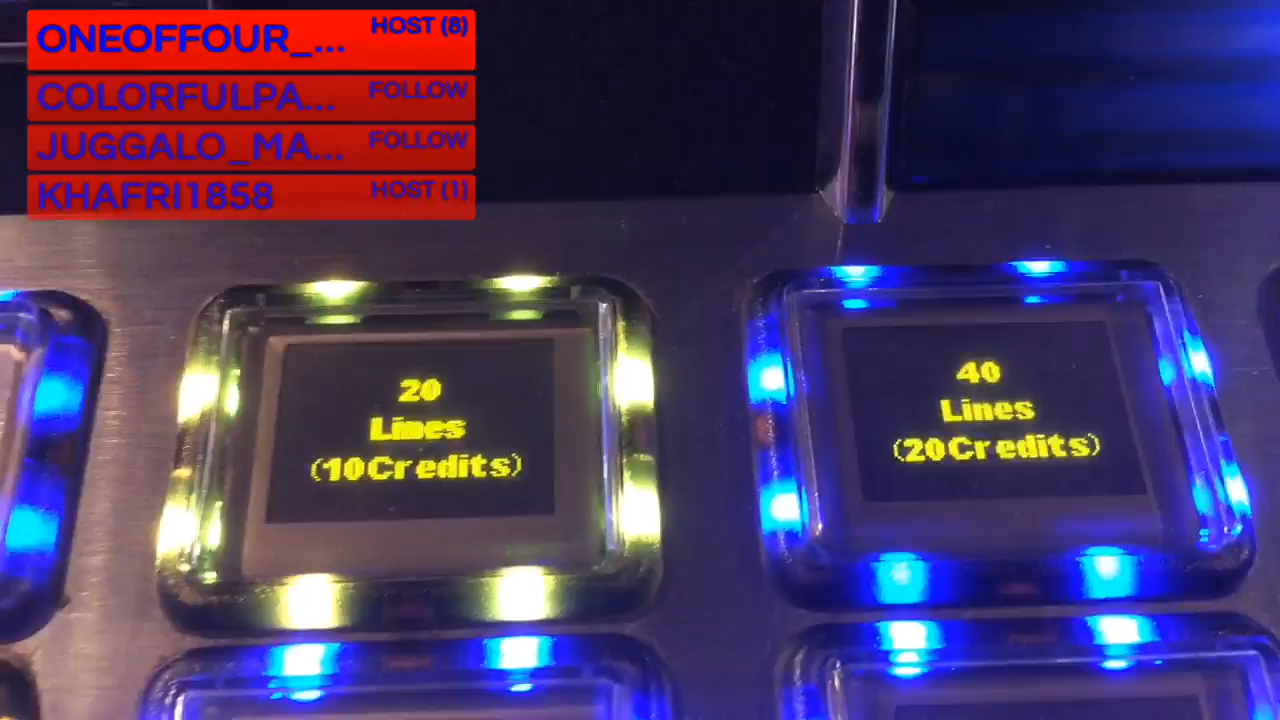 ONEOFFOUR_... HOST (8)
COLORFULPA... FOLLOW
JUGGALO_MA... FOLLOW
KHAFRI1858 HOST (1)
20
Lines
(10Credits)
40
Lines
(20Credits)